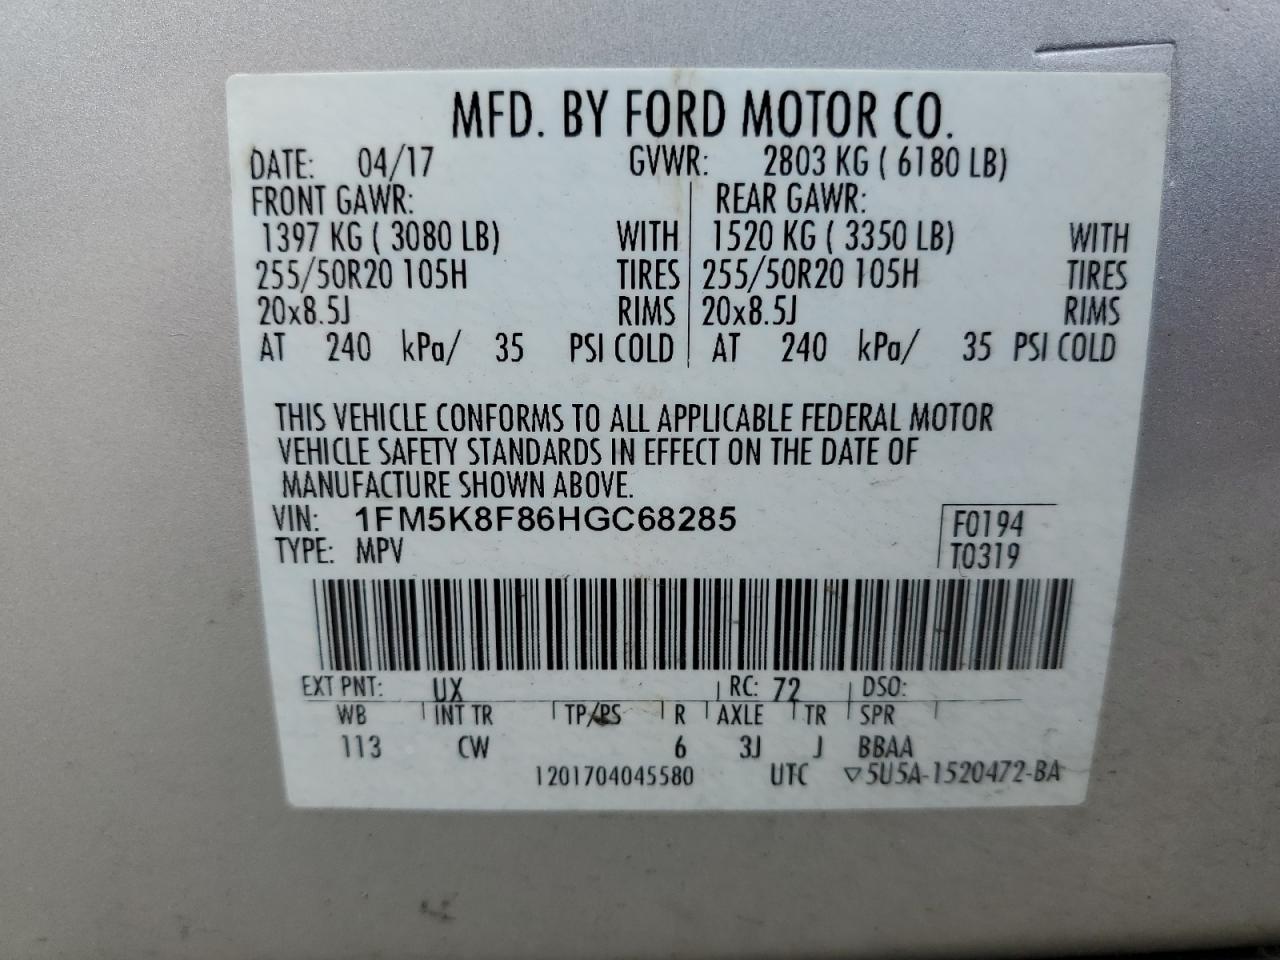 MFD. BY FORD MOTOR CO.
DATE: 04/17 GVWR: 2803 KG ( 6180 LB)
FRONT GAWR: REAR GAWR:
1397 KG ( 3080 LB) WITH 1520 KG ( 3350 LB) WITH
255/50R20 105H TIRES 255/50R20 105H TIRES
20x8.5J RIMS 20x8.5J RIMS
AT 240 kPa/ 35 PSI COLD AT 240 kPa/ 35 PSI COLD
THIS VEHICLE CONFORMS TO ALL APPLICABLE FEDERAL MOTOR
VEHICLE SAFETY STANDARDS IN EFFECT ON THE DATE OF
MANUFACTURE SHOWN ABOVE.
VIN: 1FM5K8F86HGC68285 F0194
TYPE: MPV T0319
EXT PNT: UX RC: 72 DSO:
WB INT TR TP/PS R AXLE TR SPR
113 CW 6 3J J BBAA
1201704045580 UTC ▽5U5A-1520472-BA